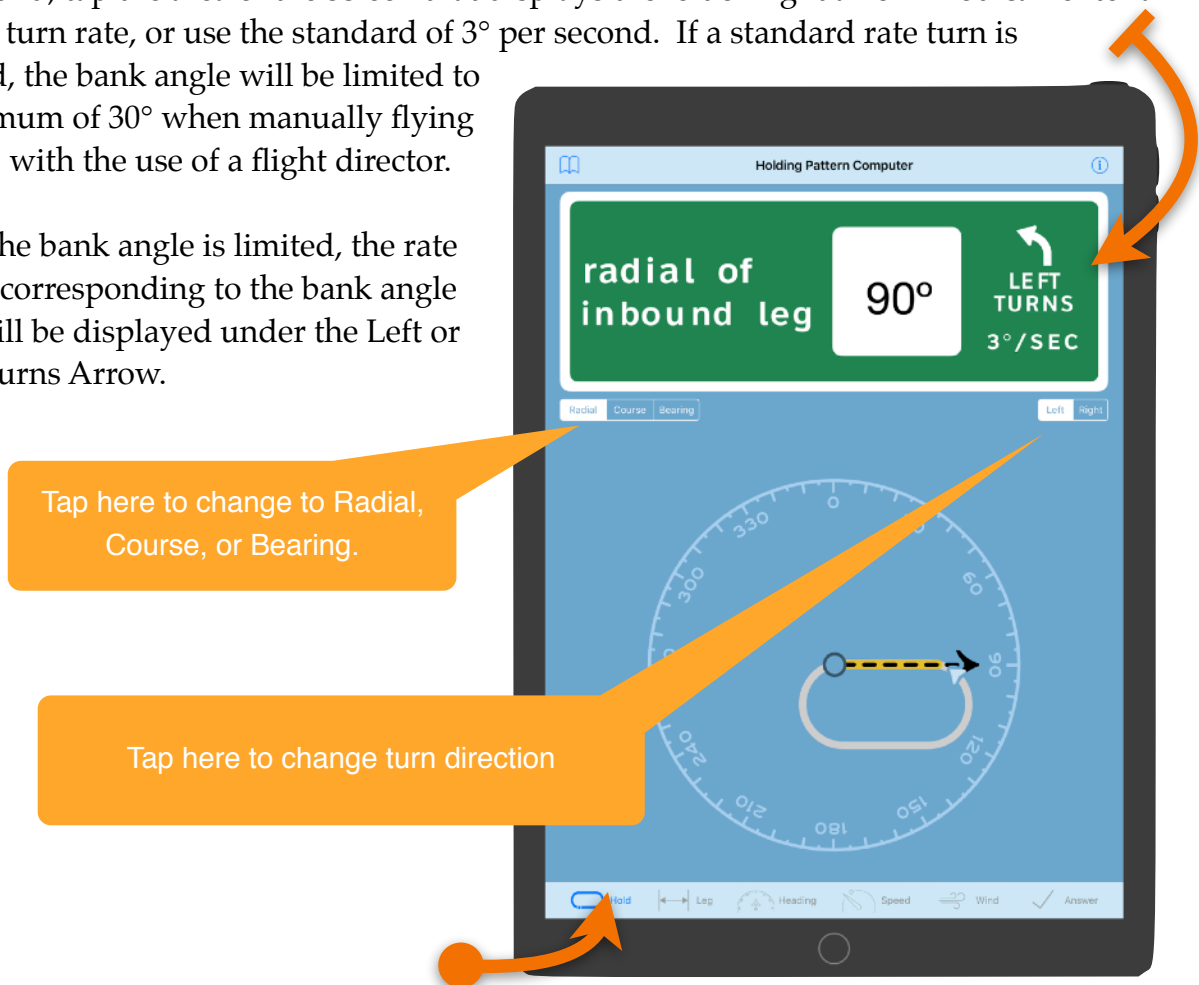 turn rate, or use the standard of 3° per second. If a standard rate turn is
d, the bank angle will be limited to
mum of 30° when manually flying
with the use of a flight director.
he bank angle is limited, the rate
corresponding to the bank angle
ill be displayed under the Left or
urns Arrow.
Holding Pattern Computer
radial of
inbound leg
90°
LEFT
TURNS
3°/SEC
Radial Course Bearing
Left Right
Tap here to change to Radial,
Course, or Bearing.
0
330
300
60
90
120
150
180
210
240
Tap here to change turn direction
Hold Leg Heading Speed Wind Answer